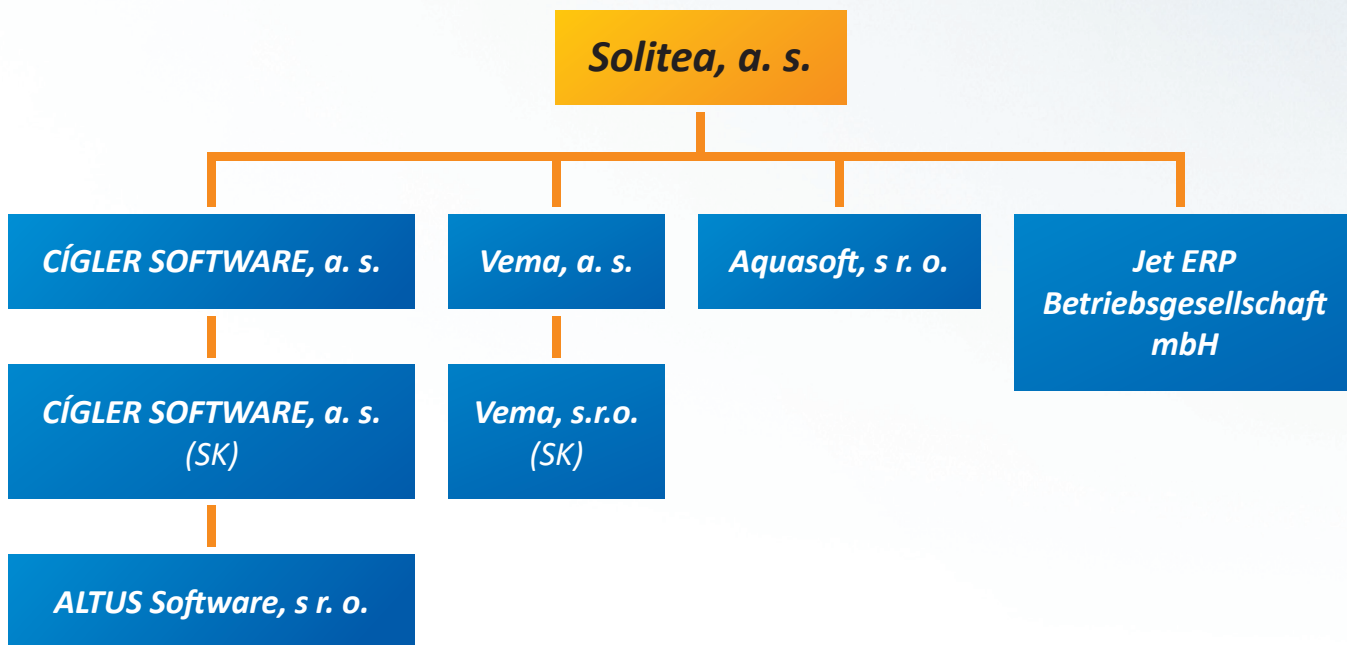 Solitea, a. s.
CÍGLER SOFTWARE, a. s.
Vema, a. s.
Aquasoft, s r. o.
Jet ERP
Betriebsgesellschaft
mbH
CÍGLER SOFTWARE, a. s.
(SK)
Vema, s.r.o.
(SK)
ALTUS Software, s r. o.